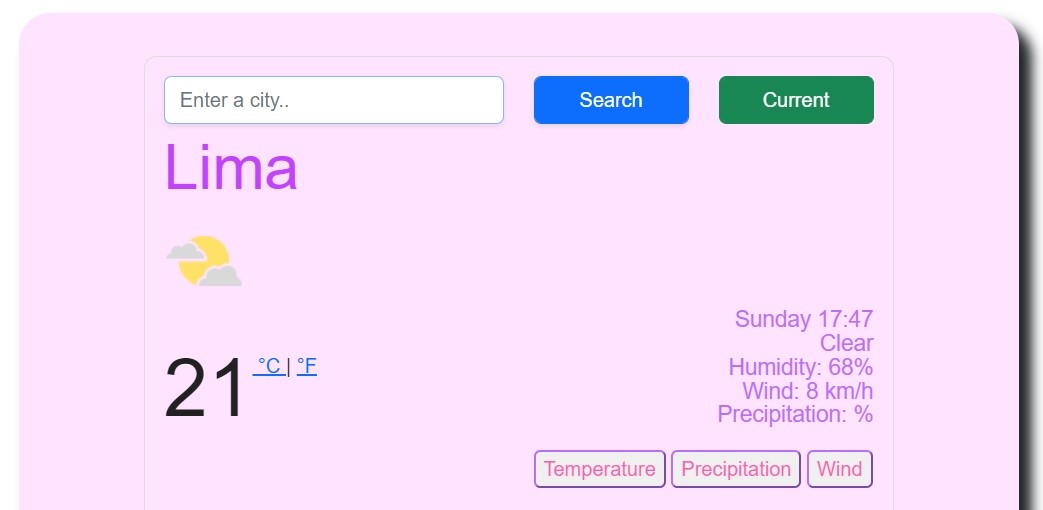 Enter a city.. Search Current
Lima
Sunday 17:47
Clear
Humidity: 68%
Wind: 8 km/h
Precipitation: %
21 °C | °F
Temperature Precipitation Wind